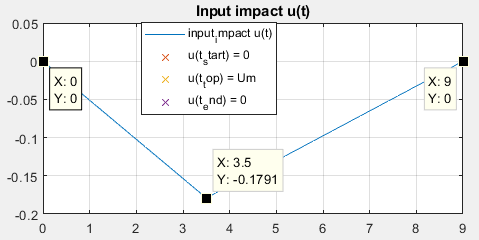 Input impact u(t)
input_impact u(t)
u(t_start) = 0
u(t_top) = Um
u(t_end) = 0
0.05
0
-0.05
-0.1
-0.15
-0.2
X: 0
Y: 0
X: 3.5
Y: -0.1791
X: 9
Y: 0
0 1 2 3 4 5 6 7 8 9